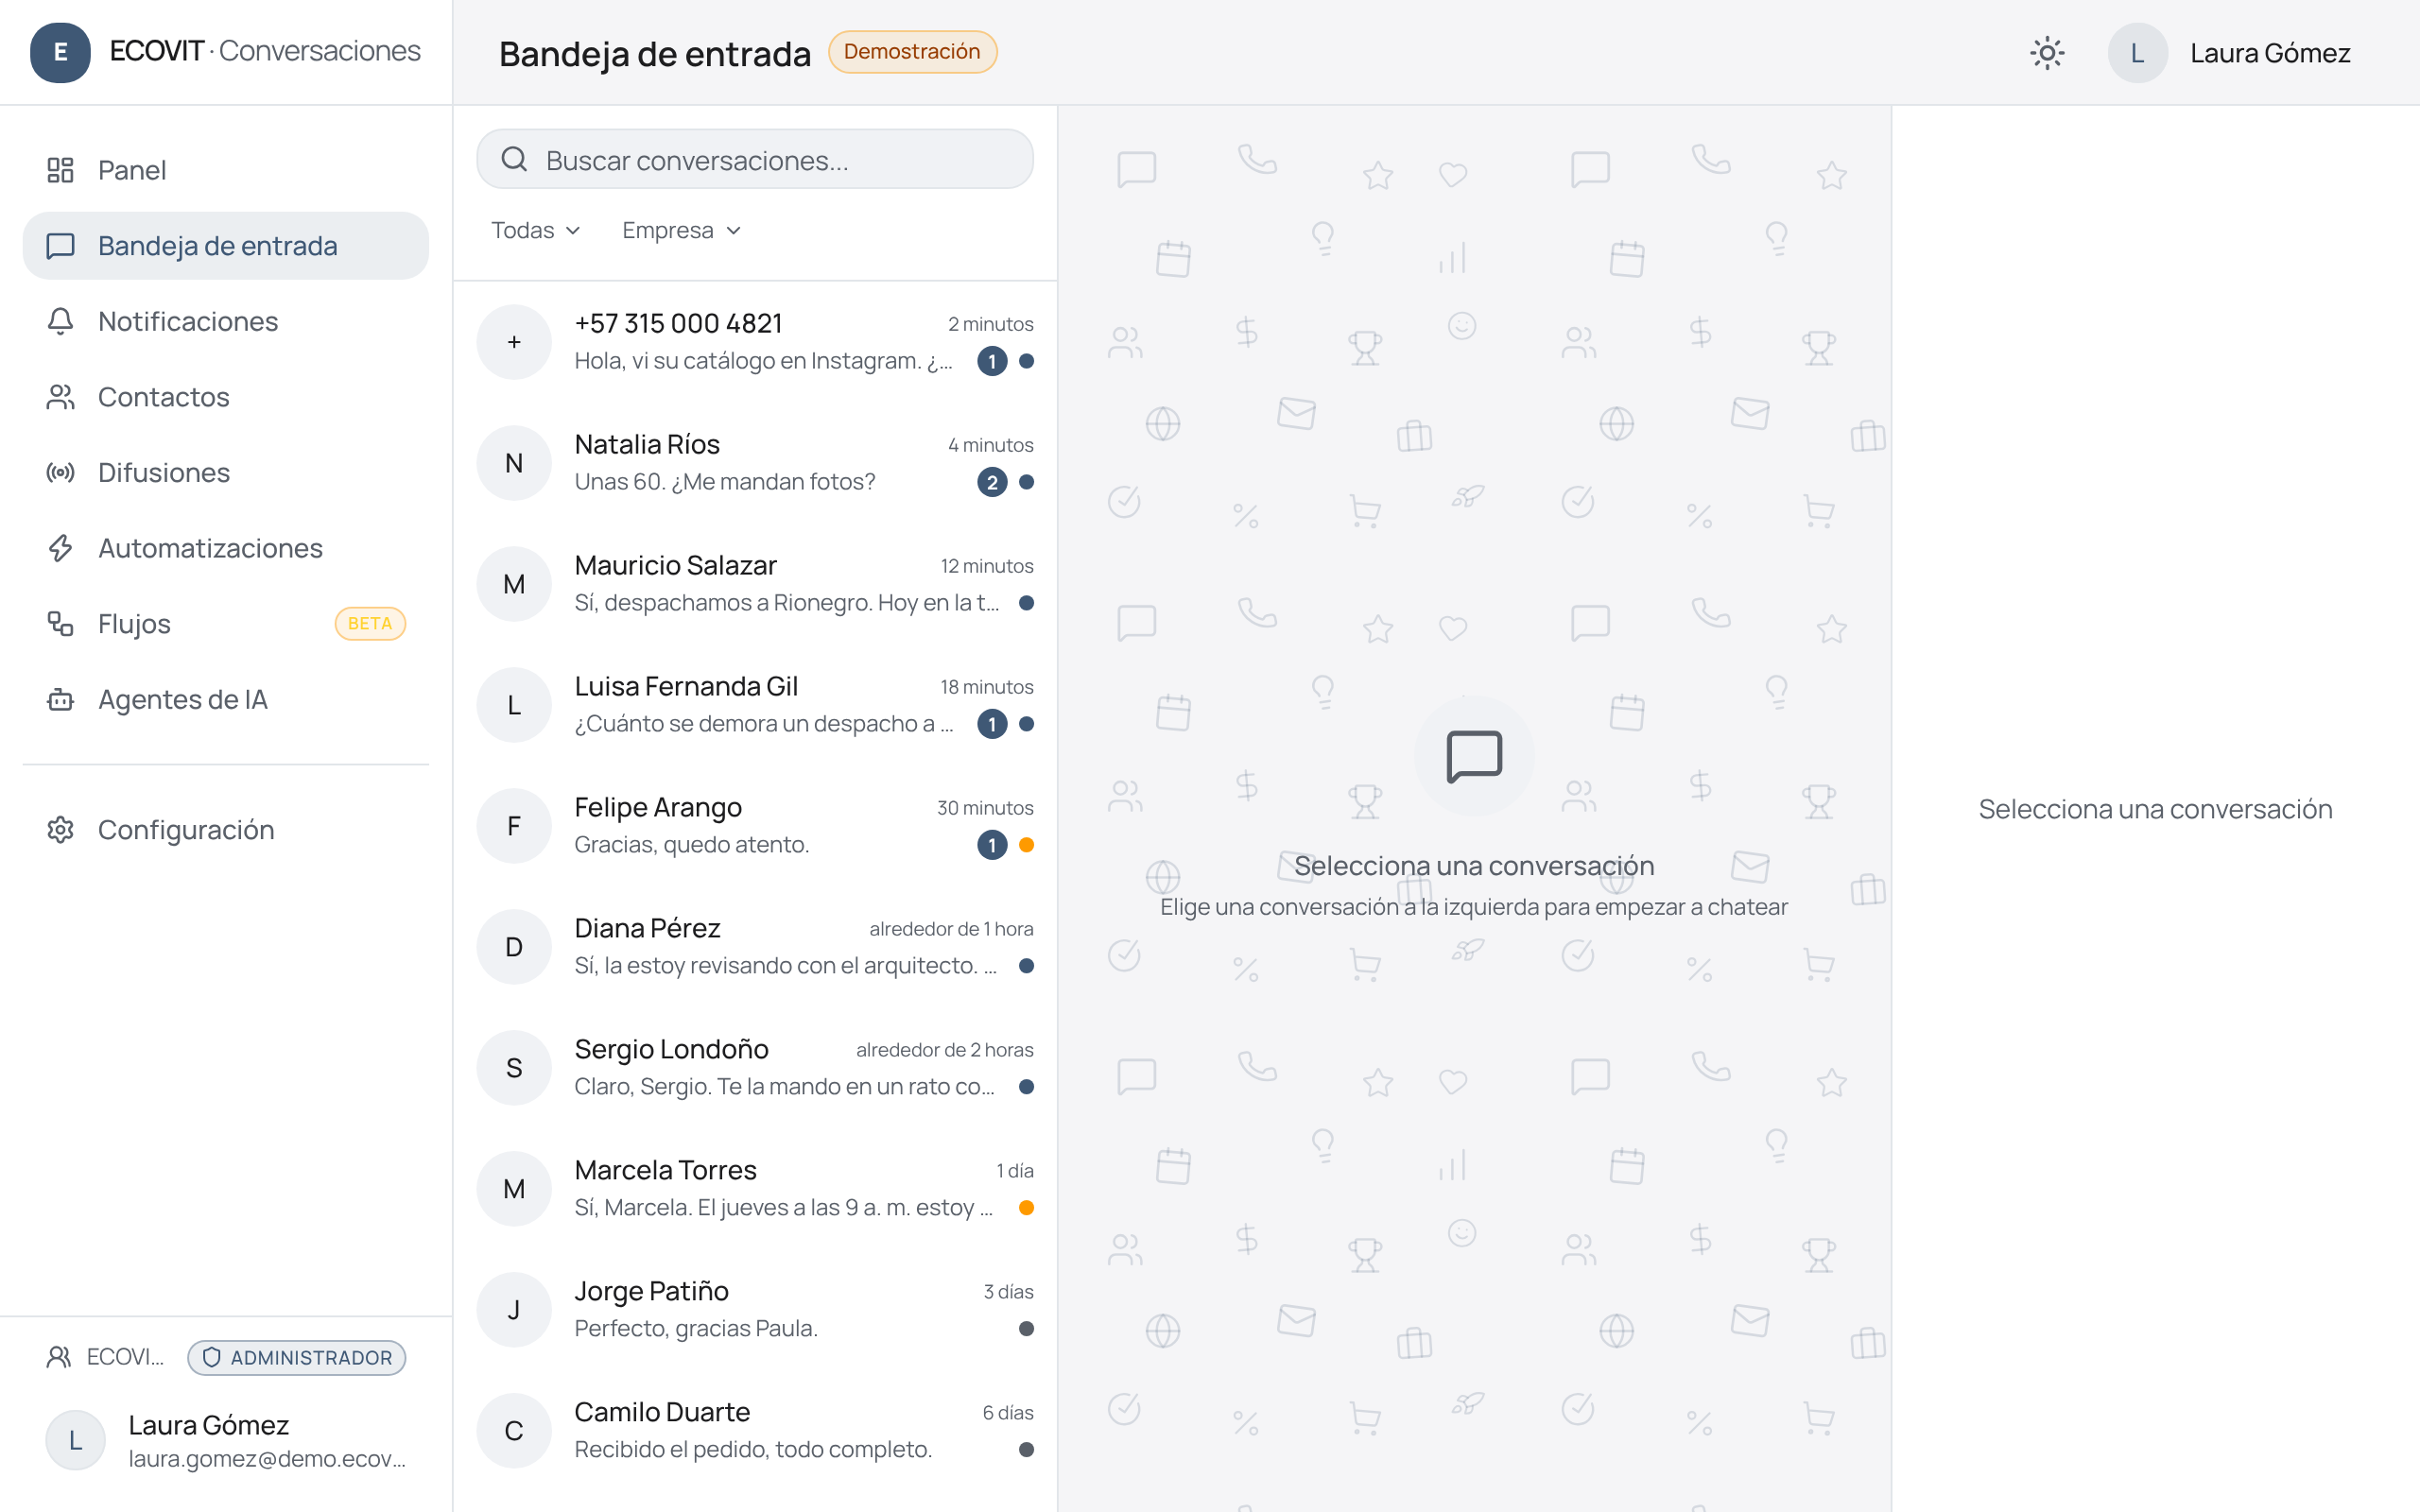 E
ECOVIT · Conversaciones
Panel
Bandeja de entrada
Notificaciones
Contactos
Difusiones
Automatizaciones
Flujos BETA
Agentes de IA
Configuración
ECOVI... ADMINISTRADOR
L
Laura Gómez
laura.gomez@demo.ecov...
Bandeja de entrada Demostración
L Laura Gómez
Buscar conversaciones...
Todas Empresa
+
+57 315 000 4821 2 minutos
Hola, vi su catálogo en Instagram. ¿... 1
N
Natalia Ríos 4 minutos
Unas 60. ¿Me mandan fotos? 2
M
Mauricio Salazar 12 minutos
Sí, despachamos a Rionegro. Hoy en la t...
L
Luisa Fernanda Gil 18 minutos
¿Cuánto se demora un despacho a ... 1
F
Felipe Arango 30 minutos
Gracias, quedo atento. 1
D
Diana Pérez alrededor de 1 hora
Sí, la estoy revisando con el arquitecto. ...
S
Sergio Londoño alrededor de 2 horas
Claro, Sergio. Te la mando en un rato co...
M
Marcela Torres 1 día
Sí, Marcela. El jueves a las 9 a. m. estoy ...
J
Jorge Patiño 3 días
Perfecto, gracias Paula.
C
Camilo Duarte 6 días
Recibido el pedido, todo completo.
Selecciona una conversación
Elige una conversación a la izquierda para empezar a chatear
Selecciona una conversación